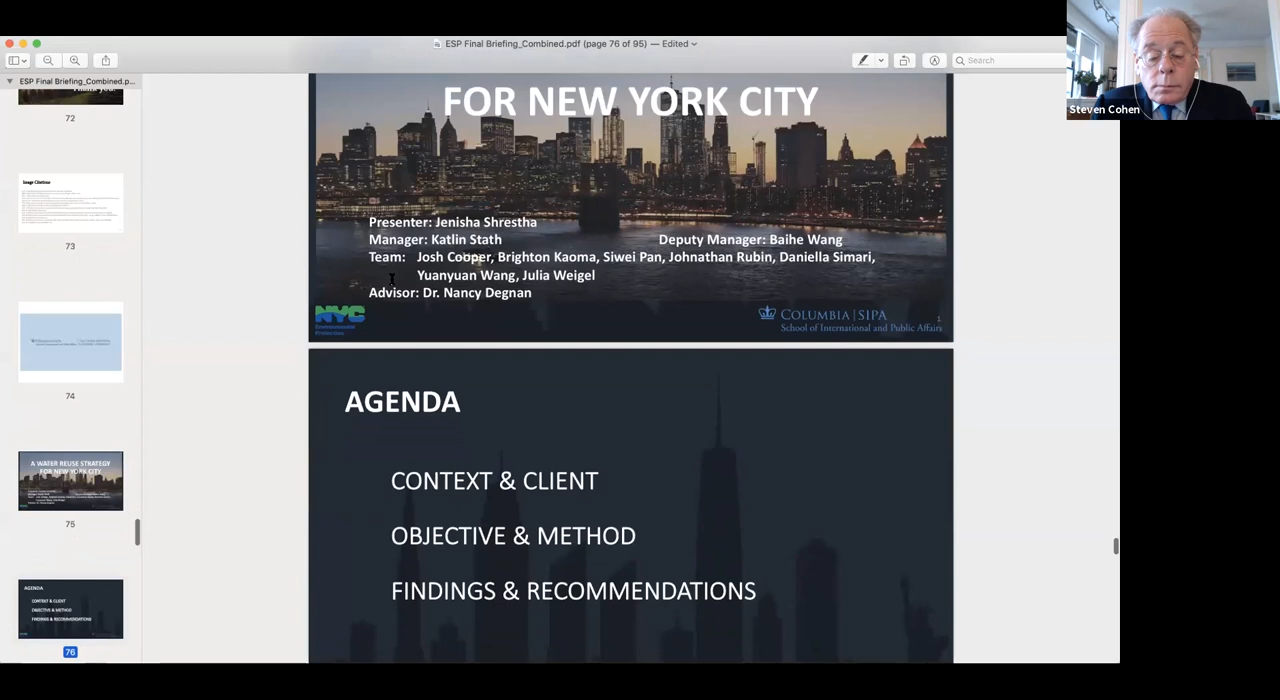 ESP Final Briefing_Combined.pdf (page 76 of 95) — Edited
Search
ESP Final Briefing_Combined.p...
Thank you!
72
Image Citations
73
74
A WATER REUSE STRATEGY
FOR NEW YORK CITY
75
AGENDA
CONTEXT & CLIENT
OBJECTIVE & METHOD
FINDINGS & RECOMMENDATIONS
76
FOR NEW YORK CITY
Presenter: Jenisha Shrestha
Manager: Katlin Stath Deputy Manager: Baihe Wang
Team: Josh Cooper, Brighton Kaoma, Siwei Pan, Johnathan Rubin, Daniella Simari,
Yuanyuan Wang, Julia Weigel
Advisor: Dr. Nancy Degnan
NYC
Environmental
Protection
COLUMBIA | SIPA
School of International and Public Affairs
1
AGENDA
CONTEXT & CLIENT
OBJECTIVE & METHOD
FINDINGS & RECOMMENDATIONS
Steven Cohen